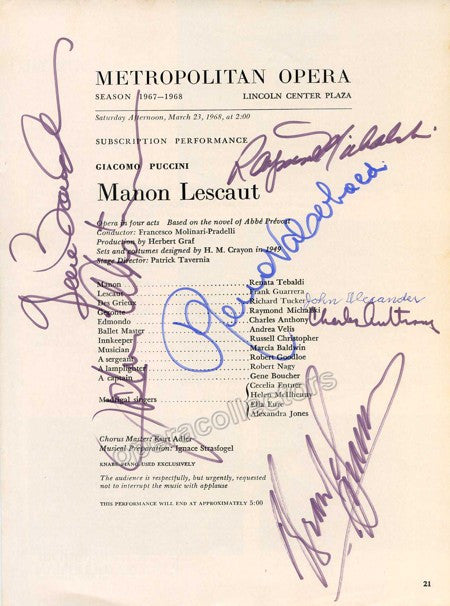 METROPOLITAN OPERA
SEASON 1967–1968 LINCOLN CENTER PLAZA
Saturday Afternoon, March 23, 1968, at 2:00
SUBSCRIPTION PERFORMANCE
GIACOMO PUCCINI
Manon Lescaut
Opera in four acts Based on the novel of Abbé Prévost
Conductor: Francesco Molinari-Pradelli
Production by Herbert Graf
Sets and costumes designed by H. M. Crayon in 1949
Stage Director: Patrick Tavernia
Manon Renata Tebaldi
Lescaut Frank Guarrera
Des Grieux Richard Tucker
Geronte Raymond Michalski
Edmondo Charles Anthony
Ballet Master Andrea Velis
Innkeeper Russell Christopher
Musician Marcia Baldwin
A sergeant Robert Goodloe
A lamplighter Robert Nagy
A captain Gene Boucher
Madrigal singers
Helen McIlhenny
Alexandra Jones
Raymond Michalski
John Alexander
Charles Anthony
Chorus Master: Kurt Adler
Musical Preparation: Ignace Strasfogel
KNABE PIANO USED EXCLUSIVELY
The audience is respectfully, but urgently, requested
not to interrupt the music with applause
THIS PERFORMANCE WILL END AT APPROXIMATELY 5:00
operacollectors
21